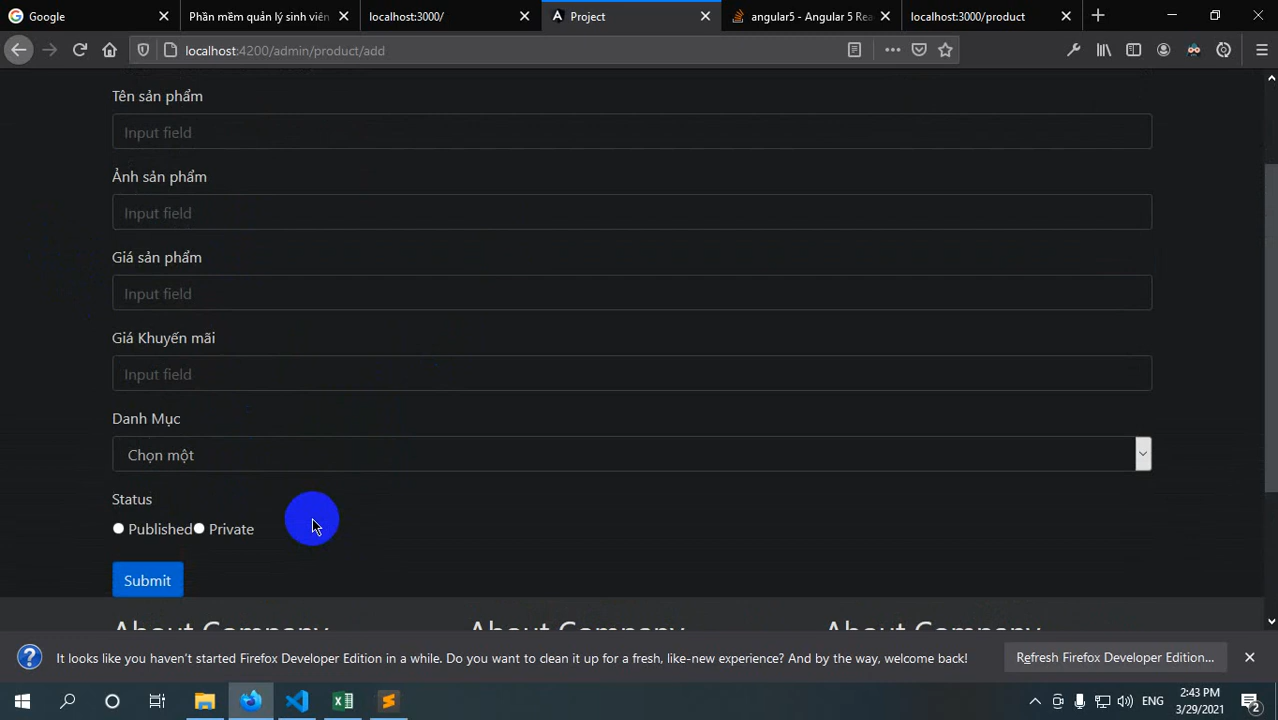 Google
Phần mềm quản lý sinh viên
localhost:3000/
Project
angular5 - Angular 5 Rea
localhost:3000/product
localhost:4200/admin/product/add
Tên sản phẩm
Input field
Ảnh sản phẩm
Input field
Giá sản phẩm
Input field
Giá Khuyến mãi
Input field
Danh Mục
Chọn một
Status
Published Private
Submit
About Company About Company About Company
It looks like you haven't started Firefox Developer Edition in a while. Do you want to clean it up for a fresh, like-new experience? And by the way, welcome back!
Refresh Firefox Developer Edition...
ENG
2:43 PM
3/29/2021
2